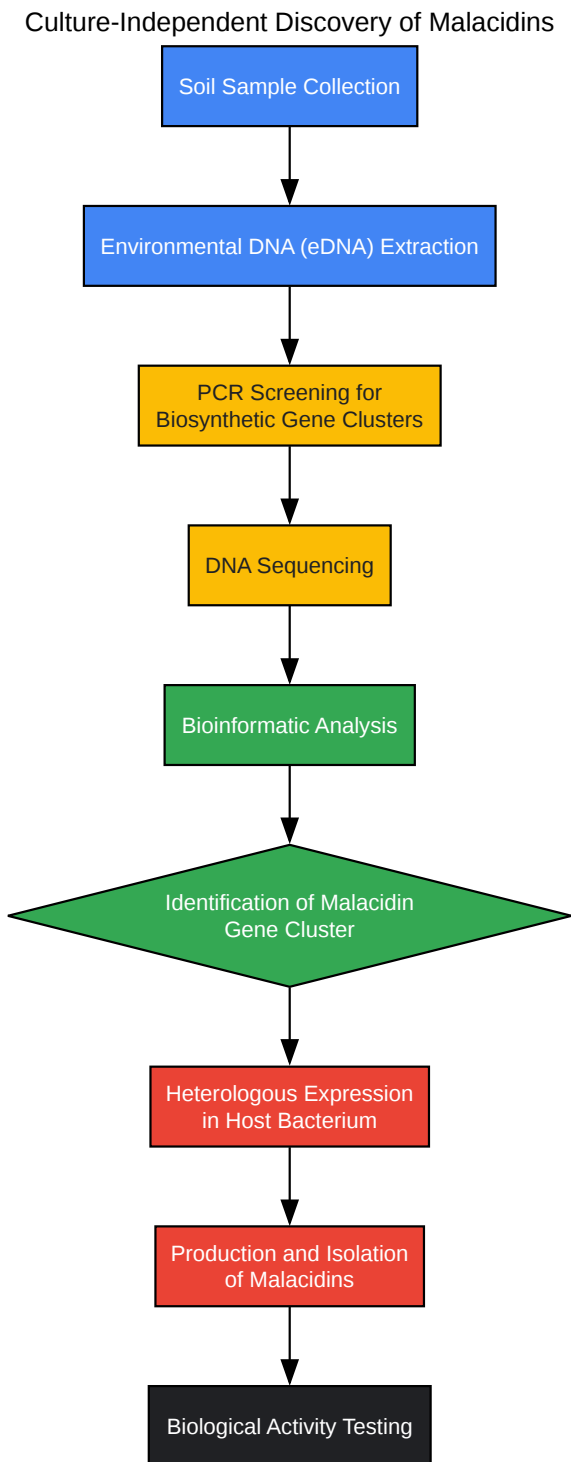 Culture-Independent Discovery of Malacidins
Soil Sample Collection
Environmental DNA (eDNA) Extraction
PCR Screening for
Biosynthetic Gene Clusters
DNA Sequencing
Bioinformatic Analysis
Identification of Malacidin
Gene Cluster
Heterologous Expression
in Host Bacterium
Production and Isolation
of Malacidins
Biological Activity Testing